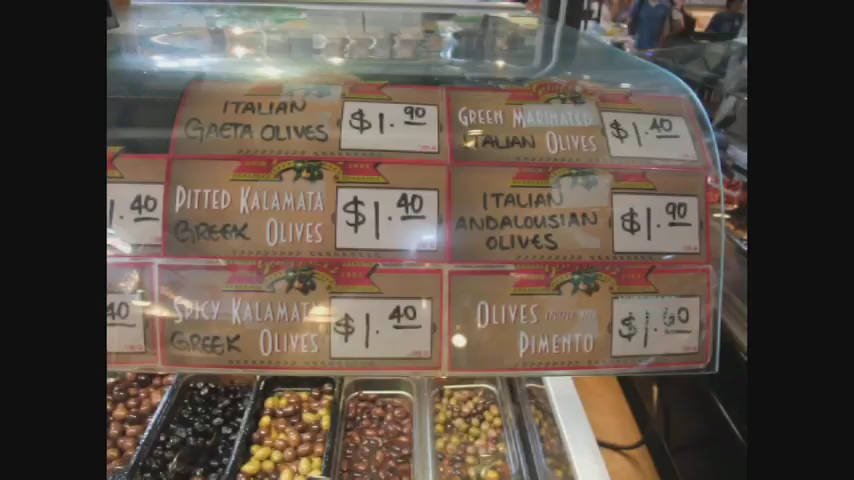 ITALIAN
GAETA OLIVES
$1.90
GREEN MARINATED
ITALIAN OLIVES
$1.40
1.40
PITTED KALAMATA
GREEK OLIVES
$1.40
ITALIAN
ANDALOUSIAN
OLIVES
$1.90
40
SPICY KALAMATA
GREEK OLIVES
$1.40
OLIVES
PIMENTO
$1.60